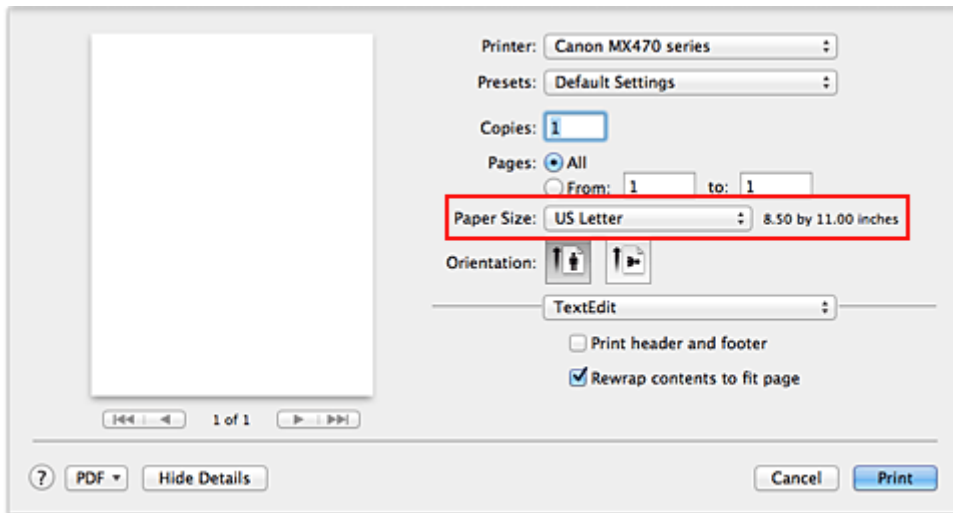 Printer: Canon MX470 series
Presets: Default Settings
Copies: 1
Pages: All
From: 1 to: 1
Paper Size: US Letter 8.50 by 11.00 inches
Orientation:
TextEdit
Print header and footer
Rewrap contents to fit page
1 of 1
? PDF Hide Details Cancel Print